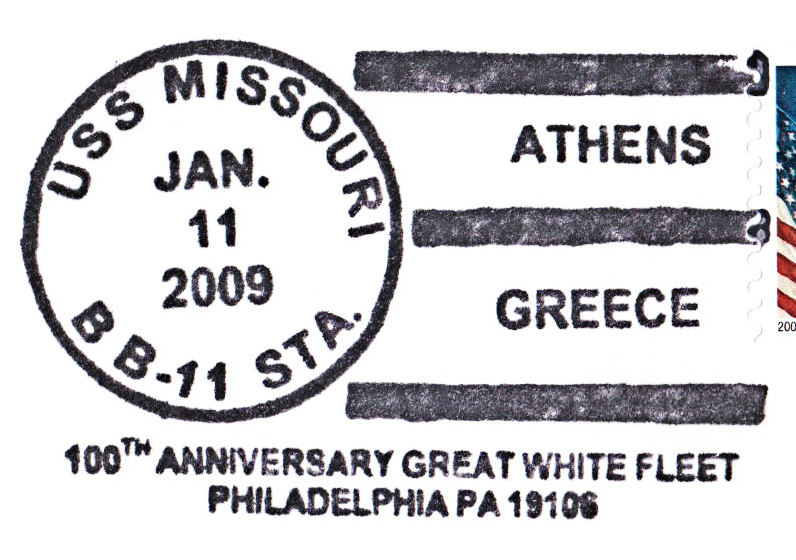 USS MISSOURI
JAN.
11
2009
BB-11 STA.
ATHENS
GREECE
100TH ANNIVERSARY GREAT WHITE FLEET
PHILADELPHIA PA 19106
200